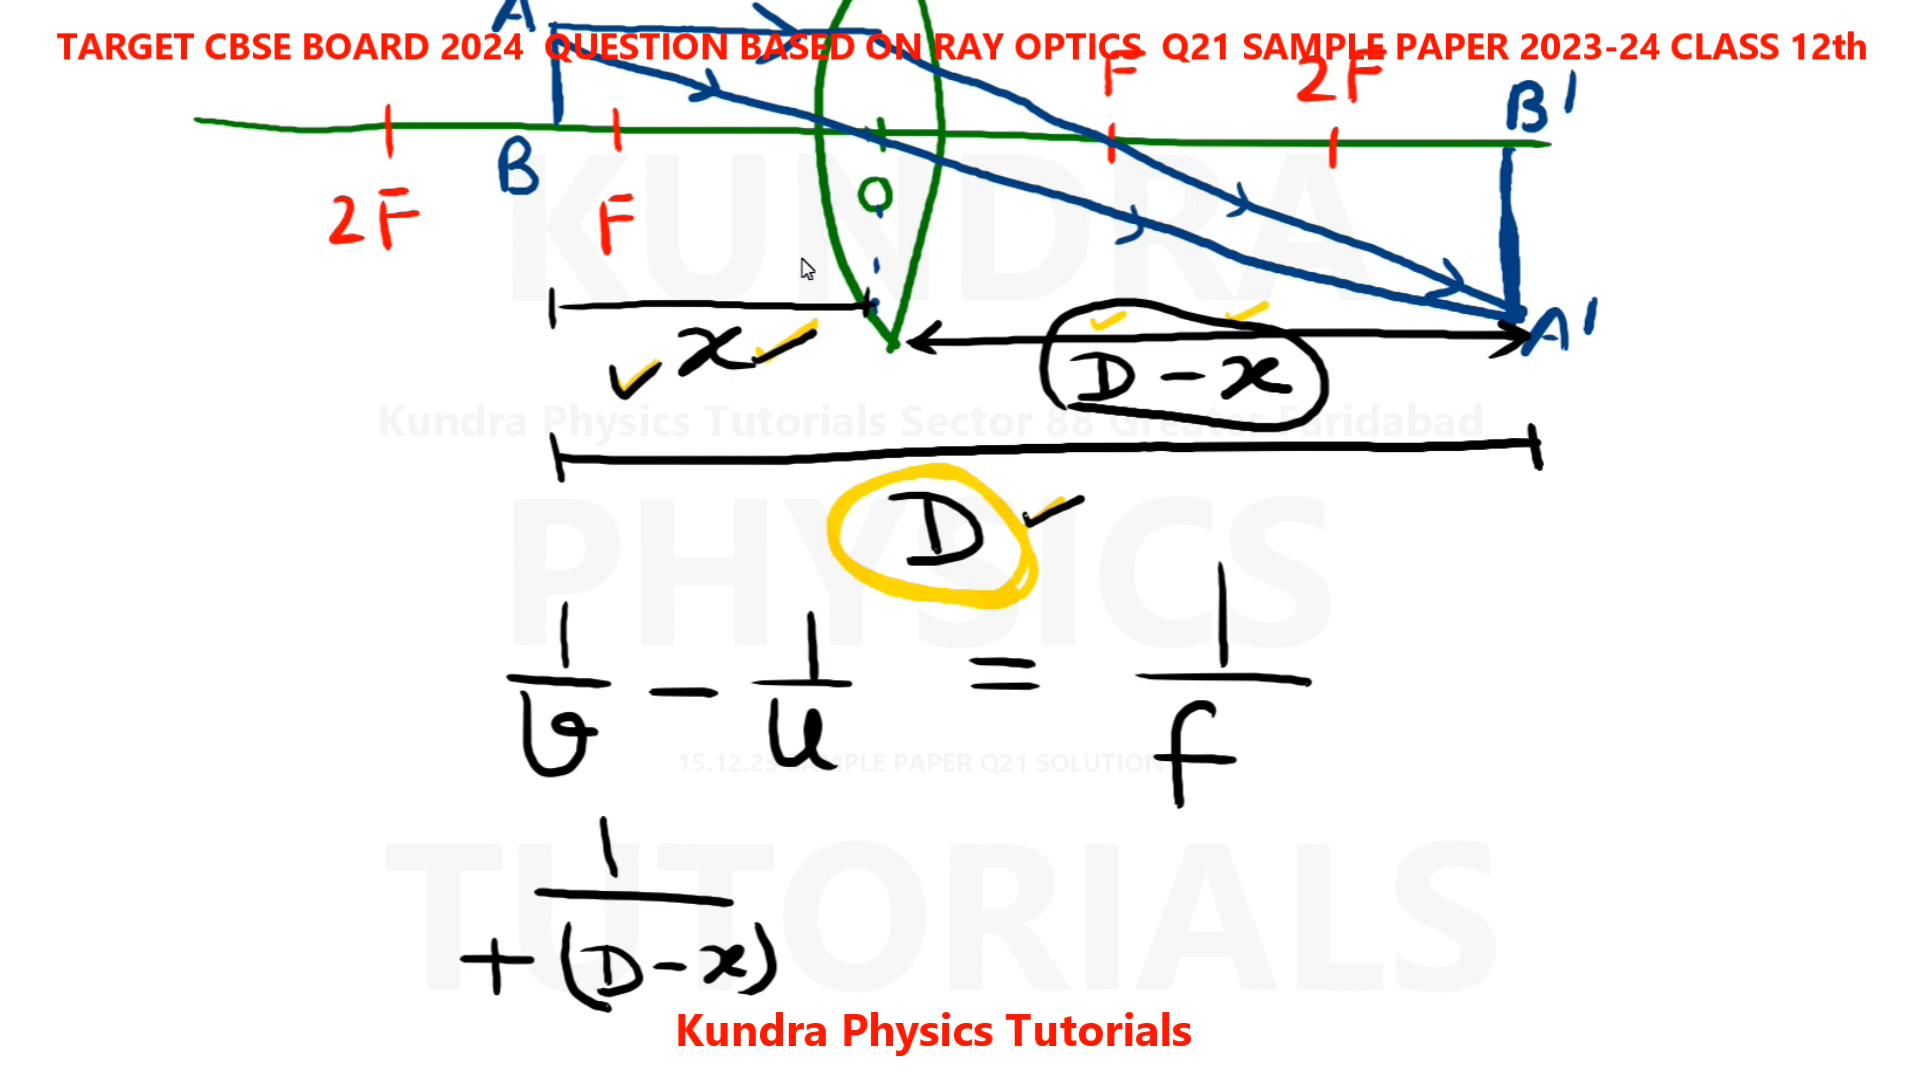 A
TARGET CBSE BOARD 2024 QUESTION BASED ON RAY OPTICS Q21 SAMPLE PAPER 2023-24 CLASS 12th
F 2F B'
B O
2F F
KUNDRA
A'
x D - x
Kundra Physics Tutorials Sector 88 Greater Faridabad
D
PHYSICS
1/v - 1/u = 1/f
15.12.23 SAMPLE PAPER Q21 SOLUTION
1/+(D-x)
TUTORIALS
Kundra Physics Tutorials